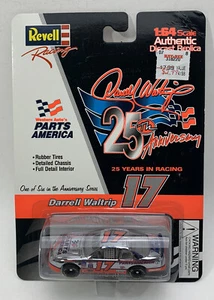 Revell
Racing
1:64 Scale
Authentic
Diecast Replica
Western Auto's
PARTS
AMERICA
Darrell Waltrip
25th
Anniversary
• Rubber Tires
• Detailed Chassis
• Full Detail Interior
25 YEARS IN RACING
17
One of Six in the Anniversary Series
Darrell Waltrip
WARNING
17